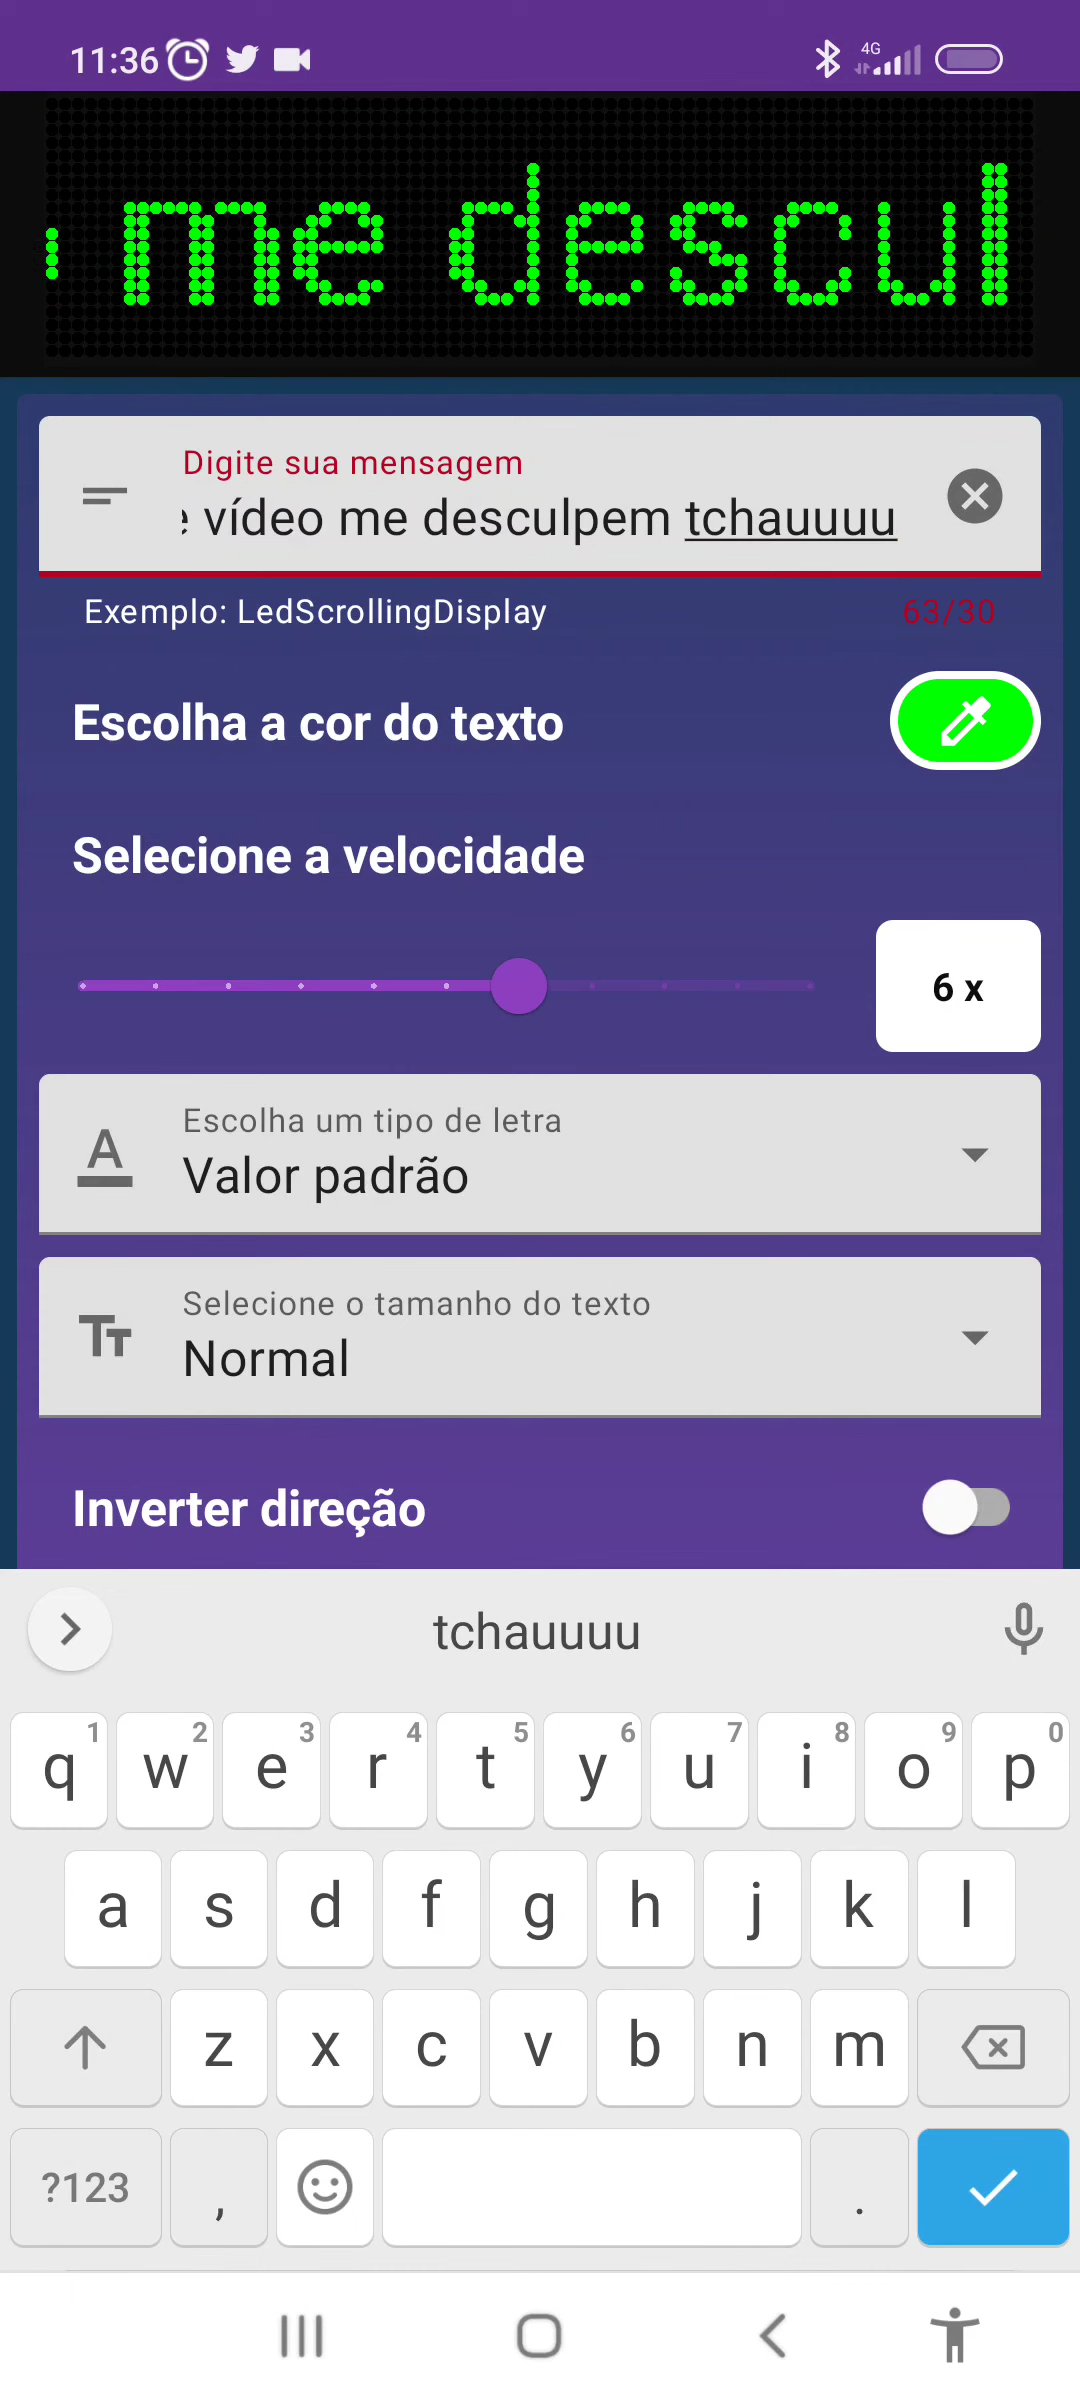 11:36
4G
me descul
Digite sua mensagem
vídeo me desculpem tchauuuu
Exemplo: LedScrollingDisplay
63/30
Escolha a cor do texto
Selecione a velocidade
6 x
Escolha um tipo de letra
Valor padrão
Selecione o tamanho do texto
Normal
Inverter direção
tchauuuu
1 2 3 4 5 6 7 8 9 0
q w e r t y u i o p
a s d f g h j k l
z x c v b n m
?123 , .